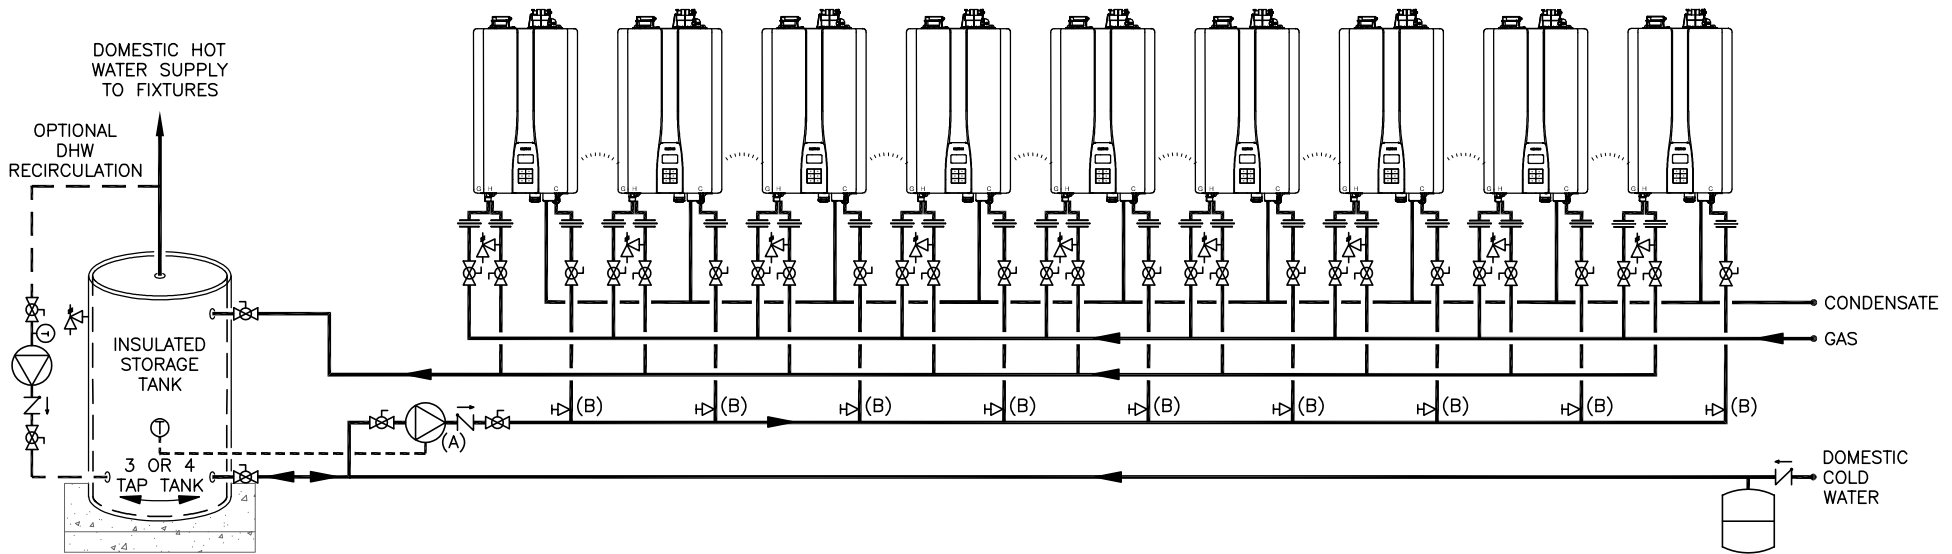 DOMESTIC HOT
WATER SUPPLY
TO FIXTURES
OPTIONAL
DHW
RECIRCULATION
G H C
G H C
G H C
G H C
G H C
G H C
G H C
G H C
G H C
CONDENSATE
GAS
T
INSULATED
STORAGE
TANK
T
(A)
(B)
(B)
(B)
(B)
(B)
(B)
(B)
(B)
(B)
3 OR 4
TAP TANK
DOMESTIC
COLD
WATER